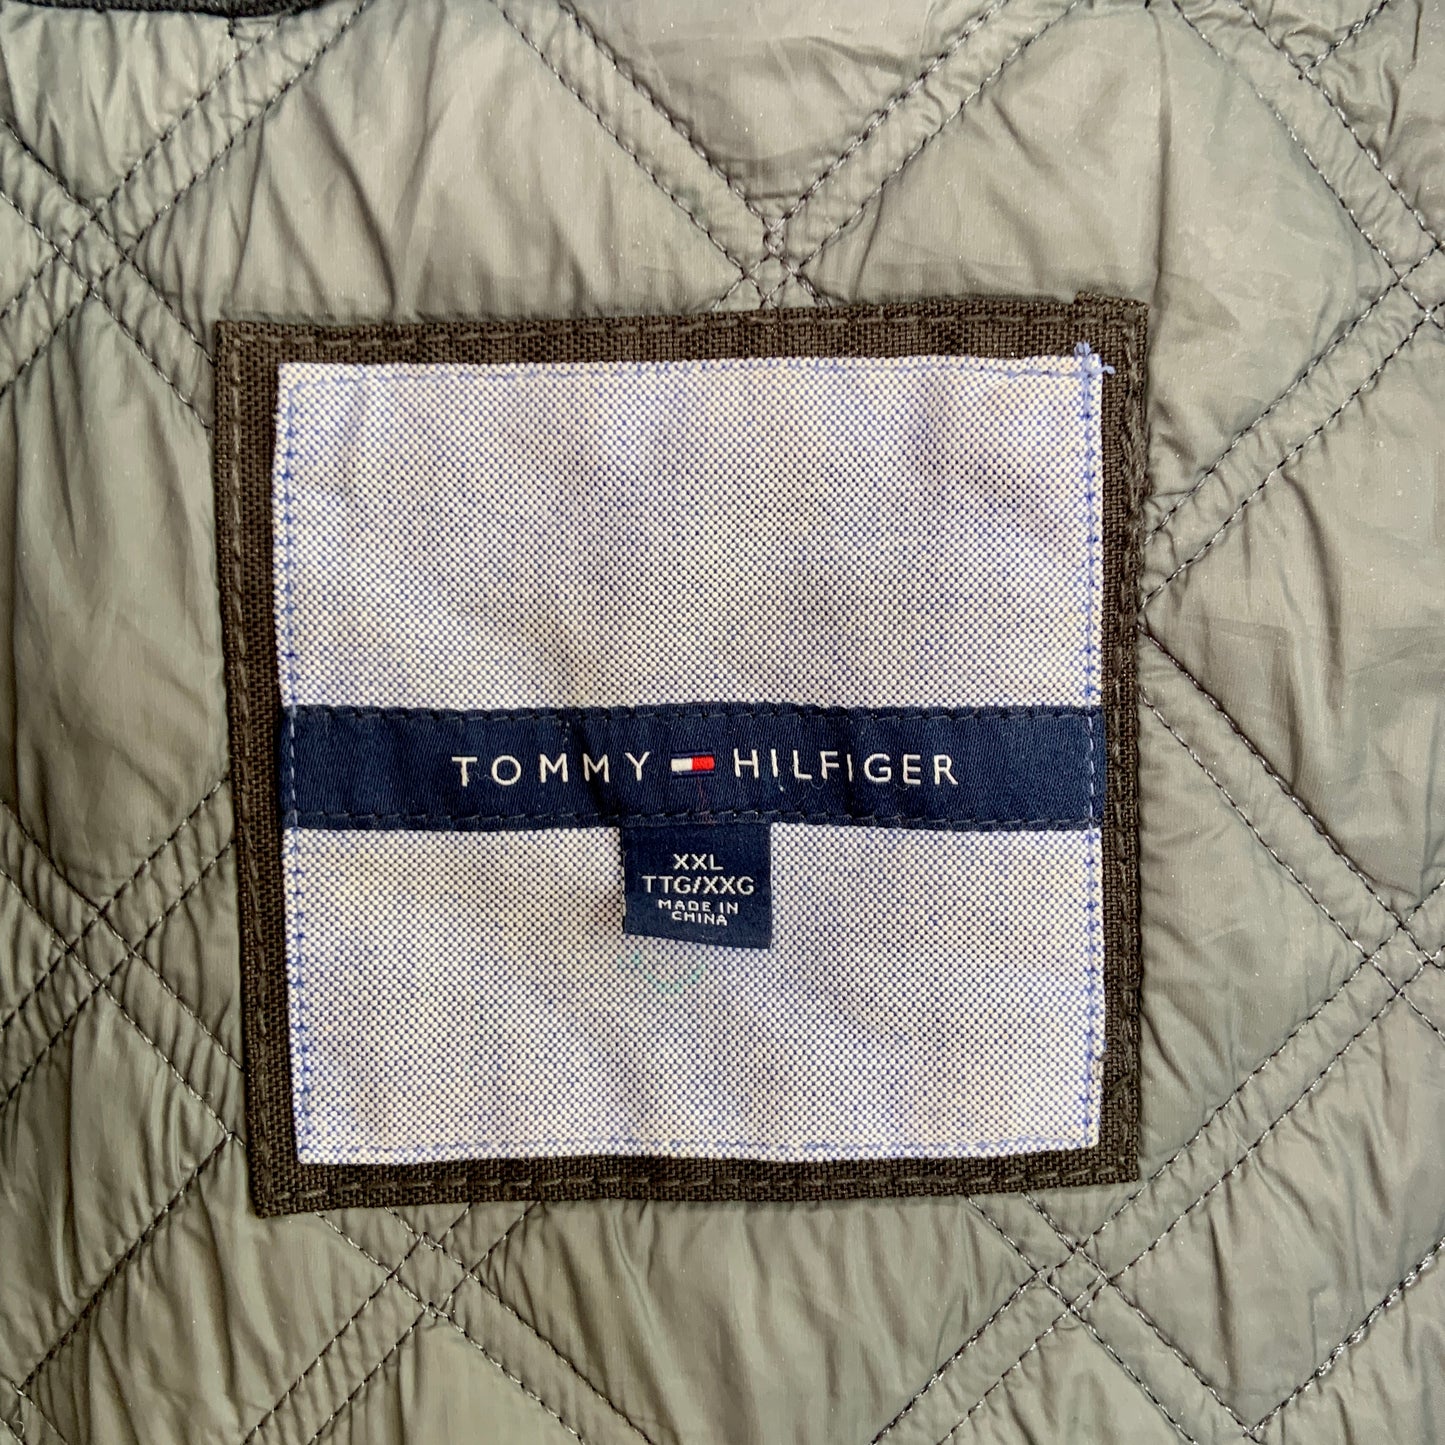 TOMMY HILFIGER
XXL
TTG/XXG
MADE IN
CHINA